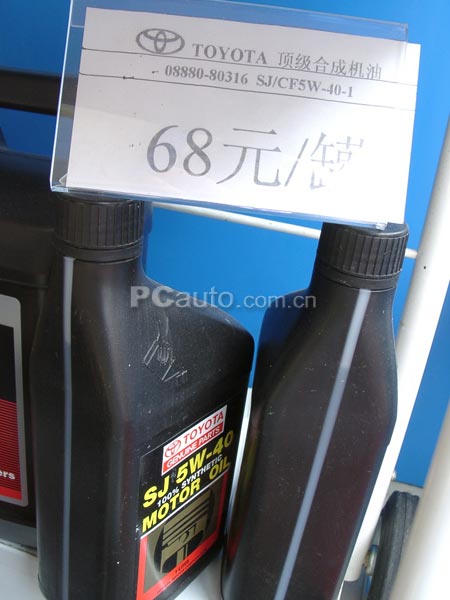 TOYOTA 顶级合成机油
08880-80316 SJ/CF5W-40-1
68元/罐
PCauto.com.cn
TOYOTA
GENUINE PARTS
SJ 5W-40
100% SYNTHETIC
MOTOR OIL